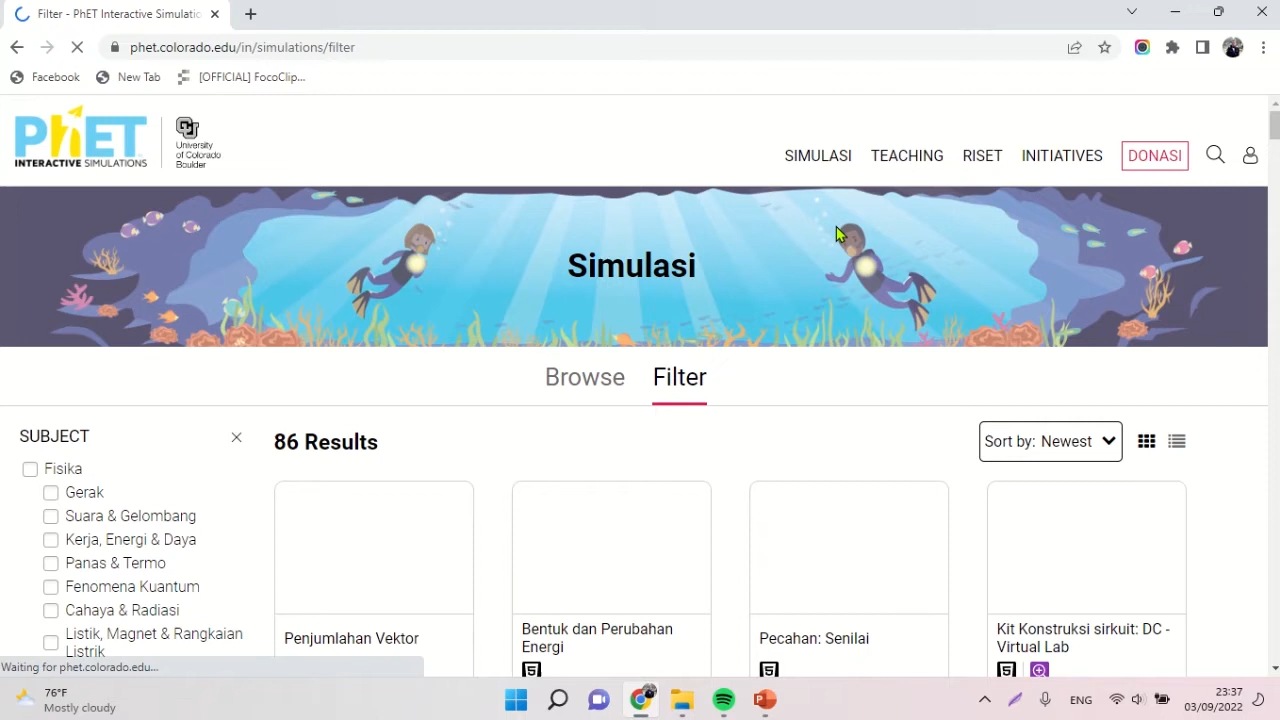 Filter - PhET Interactive Simulatio
phet.colorado.edu/in/simulations/filter
Facebook
New Tab
[OFFICIAL] FocoClip...
PhET
INTERACTIVE SIMULATIONS
University
of Colorado
Boulder
SIMULASI
TEACHING
RISET
INITIATIVES
DONASI
Simulasi
Browse
Filter
SUBJECT
86 Results
Sort by: Newest
Fisika
Gerak
Suara & Gelombang
Kerja, Energi & Daya
Panas & Termo
Fenomena Kuantum
Cahaya & Radiasi
Listik, Magnet & Rangkaian
Listrik
Penjumlahan Vektor
Bentuk dan Perubahan
Energi
Pecahan: Senilai
Kit Konstruksi sirkuit: DC -
Virtual Lab
Waiting for phet.colorado.edu...
76°F
Mostly cloudy
ENG
23:37
03/09/2022